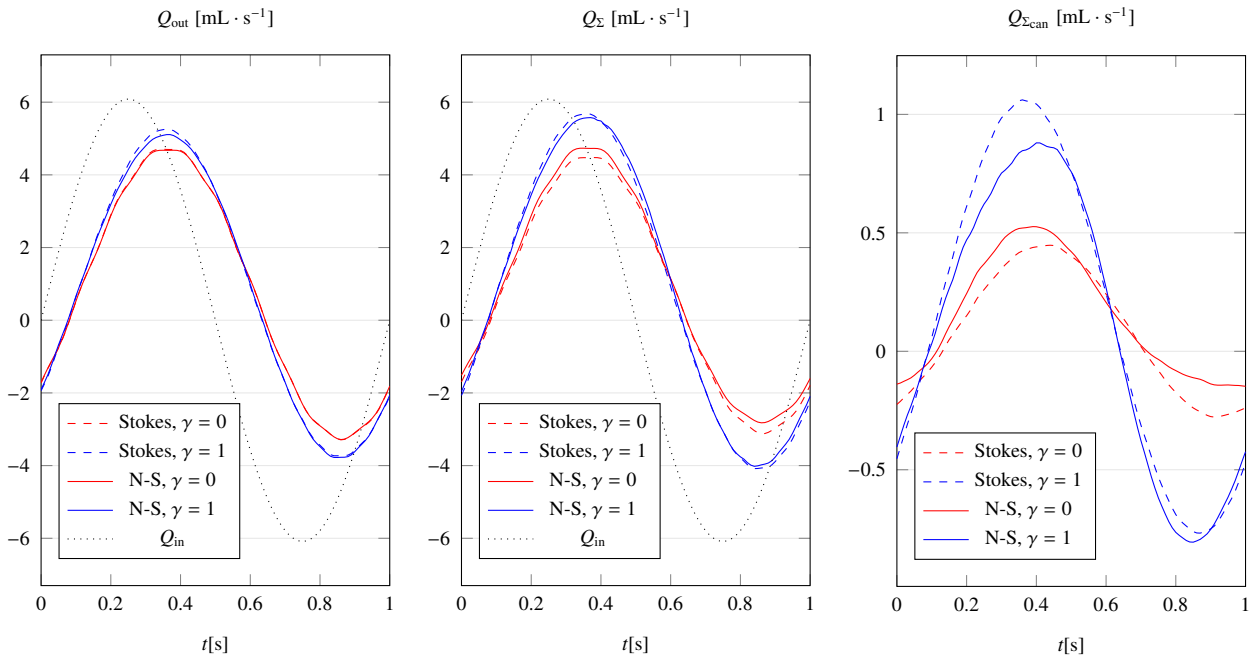 Q_out [mL · s⁻¹]
6
4
2
0
−2
−4
−6
Stokes, γ = 0
Stokes, γ = 1
N-S, γ = 0
N-S, γ = 1
Q_in
0 0.2 0.4 0.6 0.8 1
t[s]
Q_Σ [mL · s⁻¹]
6
4
2
0
−2
−4
−6
Stokes, γ = 0
Stokes, γ = 1
N-S, γ = 0
N-S, γ = 1
Q_in
0 0.2 0.4 0.6 0.8 1
t[s]
Q_Σcan [mL · s⁻¹]
1
0.5
0
−0.5
Stokes, γ = 0
Stokes, γ = 1
N-S, γ = 0
N-S, γ = 1
0 0.2 0.4 0.6 0.8 1
t[s]